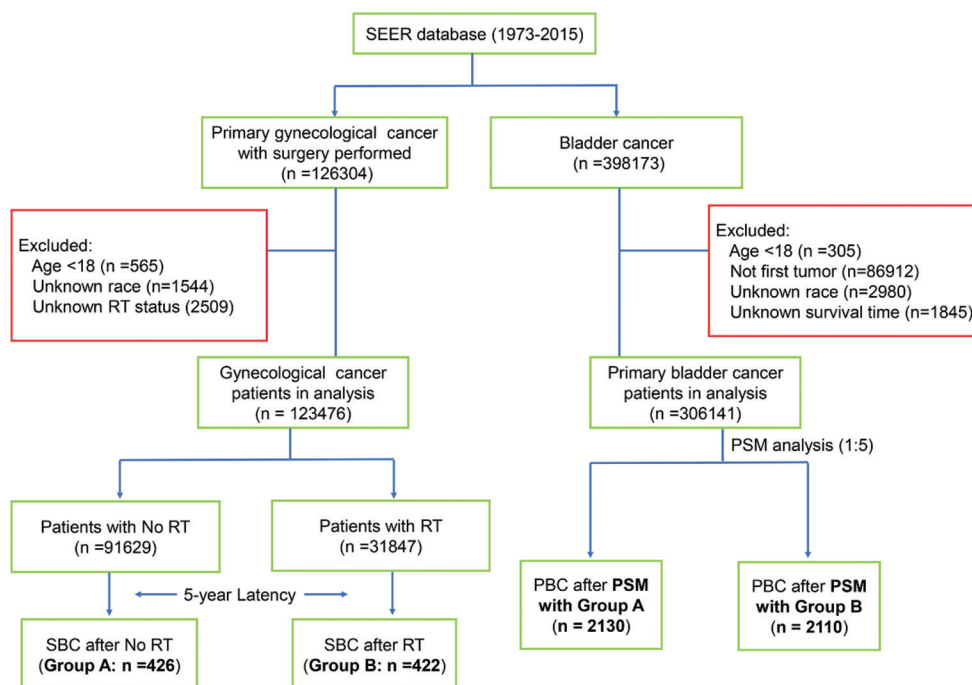 SEER database (1973-2015)
Primary gynecological cancer
with surgery performed
(n =126304)
Bladder cancer
(n =398173)
Excluded:
Age <18 (n =565)
Unknown race (n=1544)
Unknown RT status (2509)
Excluded:
Age <18 (n =305)
Not first tumor (n=86912)
Unknown race (n=2980)
Unknown survival time (n=1845)
Gynecological cancer
patients in analysis
(n = 123476)
Primary bladder cancer
patients in analysis
(n =306141)
PSM analysis (1:5)
Patients with No RT
(n =91629)
Patients with RT
(n =31847)
5-year Latency
SBC after No RT
(Group A: n =426)
SBC after RT
(Group B: n =422)
PBC after PSM
with Group A
(n = 2130)
PBC after PSM
with Group B
(n = 2110)